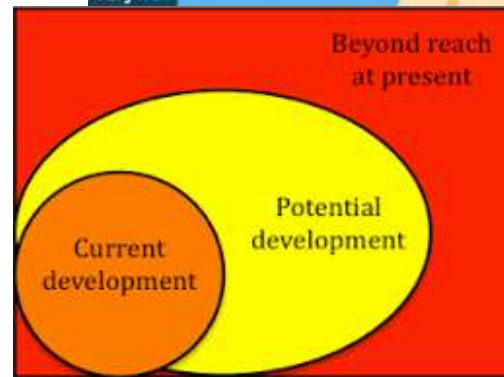 Beyond reach
at present
Potential
development
Current
development